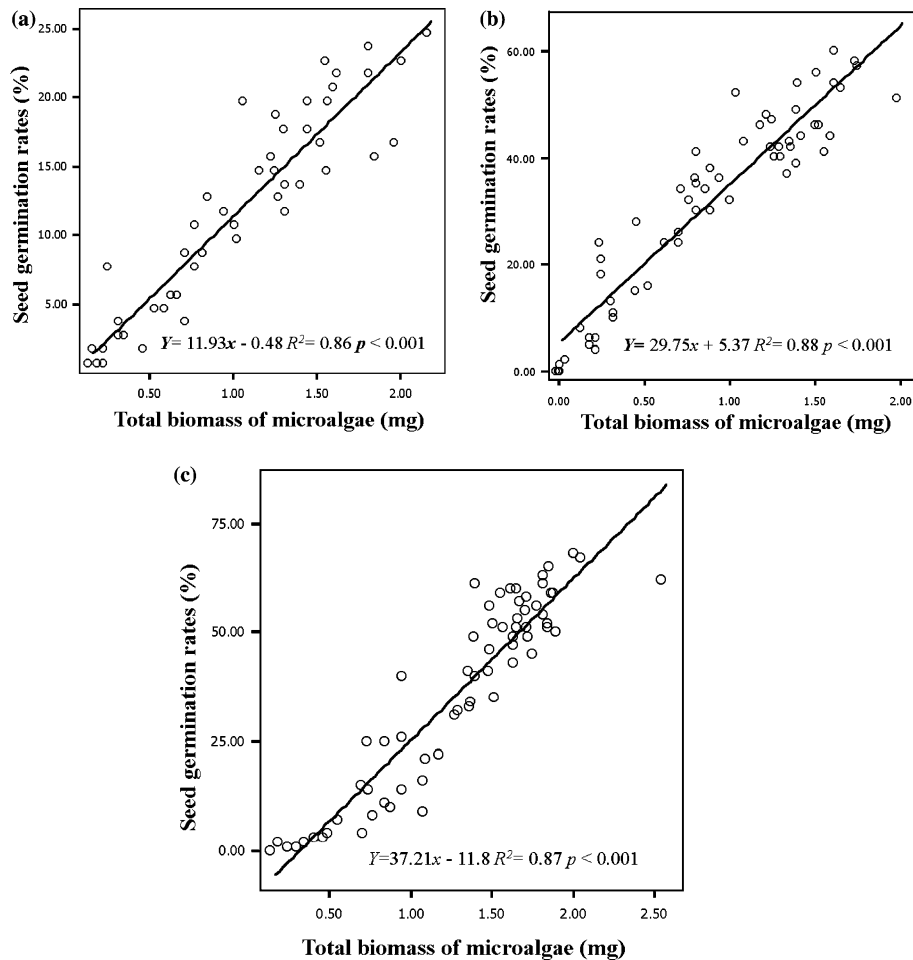 (a)
Seed germination rates (%)
25.00
20.00
15.00
10.00
5.00
Y= 11.93x - 0.48 R²= 0.86 p < 0.001
0.50 1.00 1.50 2.00
Total biomass of microalgae (mg)
(b)
Seed germination rates (%)
60.00
40.00
20.00
0.00
Y= 29.75x + 5.37 R²= 0.88 p < 0.001
0.00 0.50 1.00 1.50 2.00
Total biomass of microalgae (mg)
(c)
Seed germination rates (%)
75.00
50.00
25.00
0.00
Y=37.21x - 11.8 R²= 0.87 p < 0.001
0.50 1.00 1.50 2.00 2.50
Total biomass of microalgae (mg)